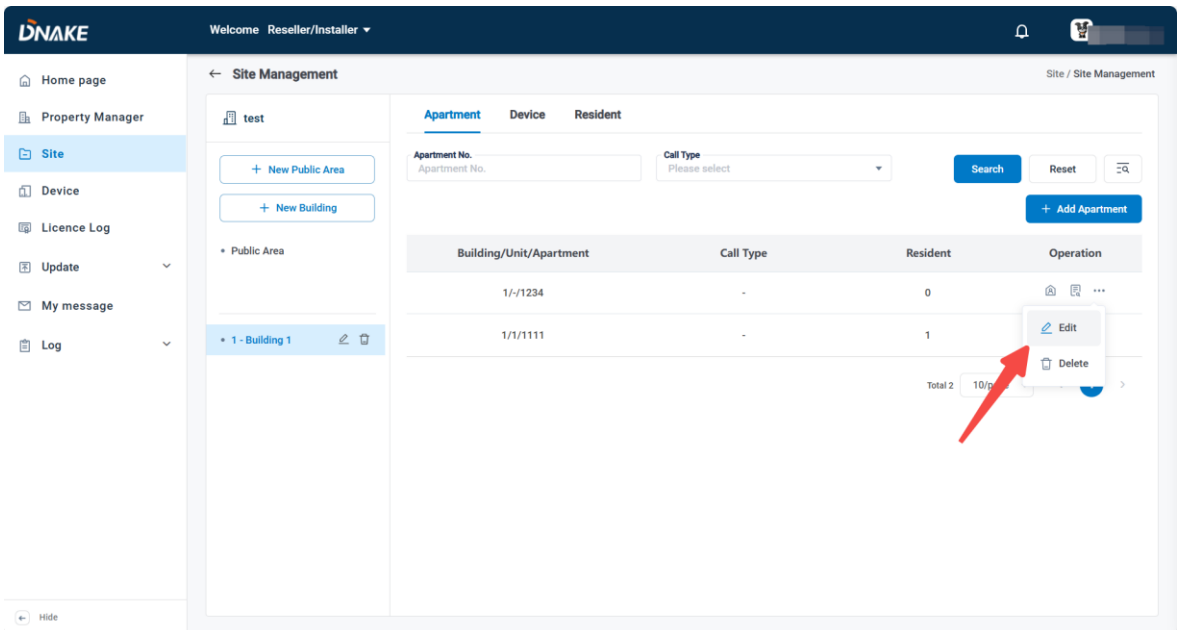 DNAKE
Welcome Reseller/Installer
Home page
Property Manager
Site
Device
Licence Log
Update
My message
Log
Hide
Site Management
Site / Site Management
test
+ New Public Area
+ New Building
Public Area
1 - Building 1
Apartment Device Resident
Apartment No.
Apartment No.
Call Type
Please select
Search
Reset
+ Add Apartment
Building/Unit/Apartment Call Type Resident Operation
1/-/1234 - 0
1/1/1111 - 1
Edit
Delete
Total 2